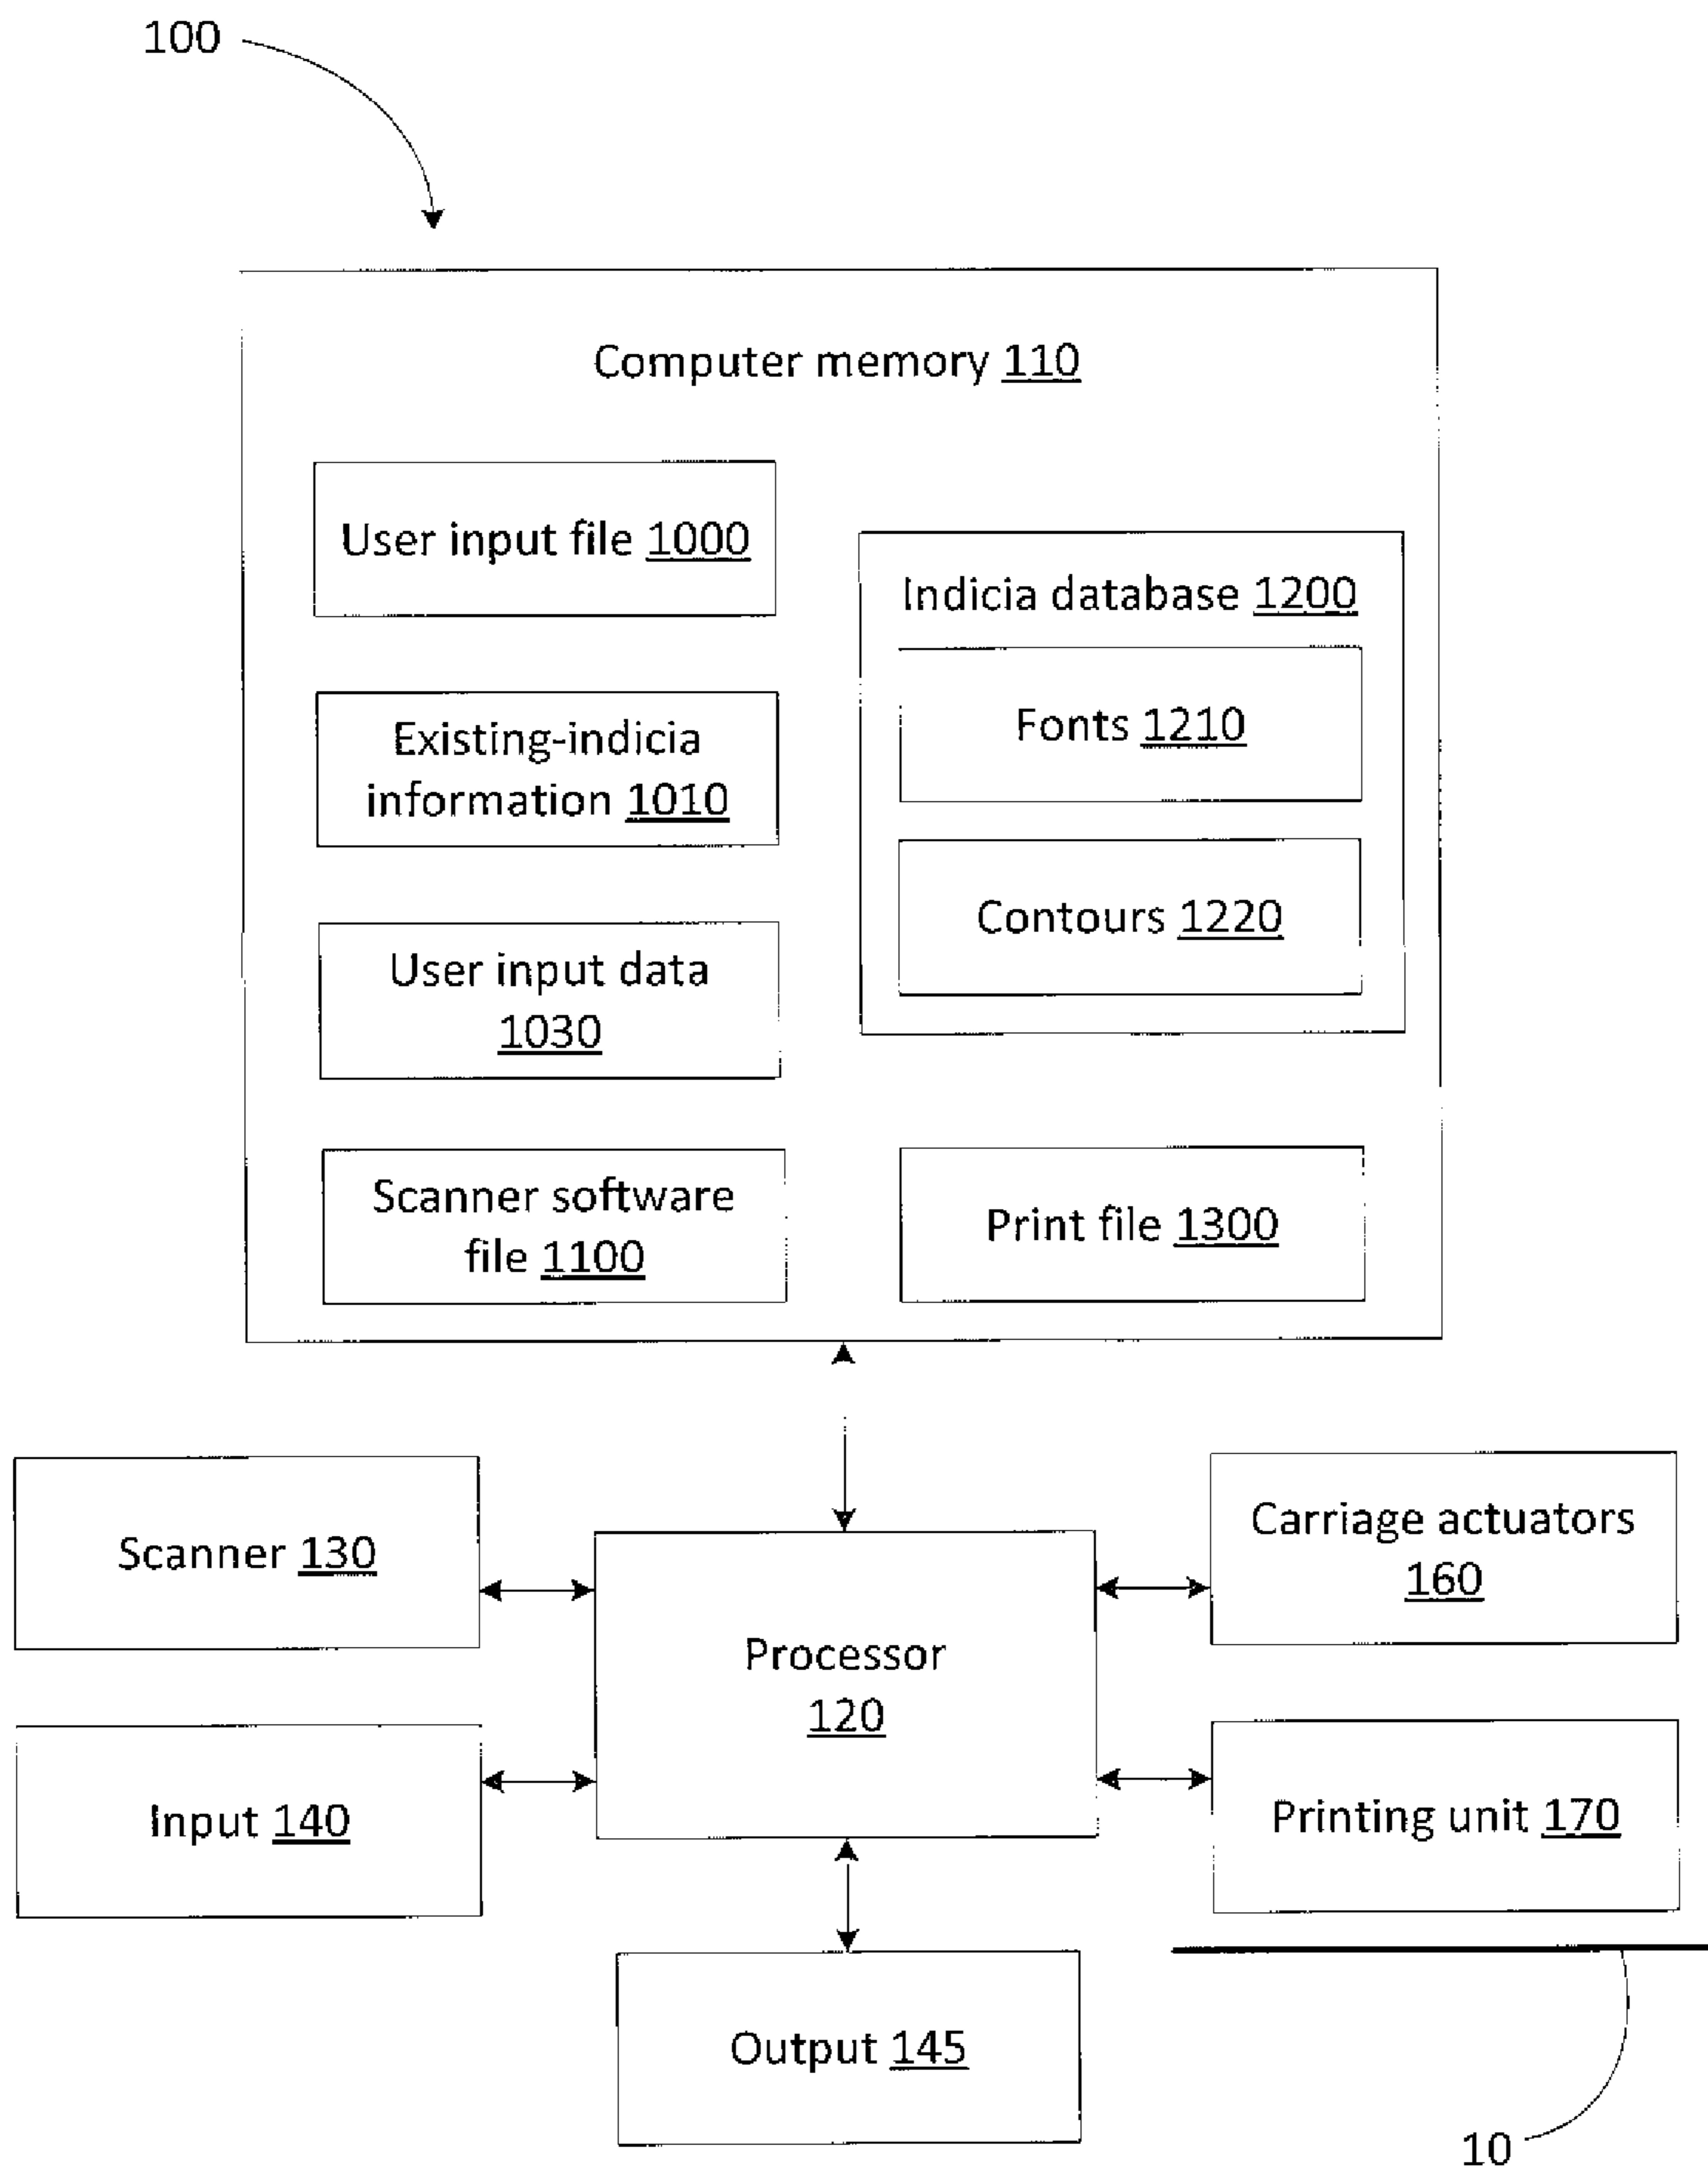 100
Computer memory 110
User input file 1000
Existing-indicia
information 1010
User input data
1030
Scanner software
file 1100
Indicia database 1200
Fonts 1210
Contours 1220
Print file 1300
Scanner 130
Input 140
Processor
120
Carriage actuators
160
Printing unit 170
Output 145
10